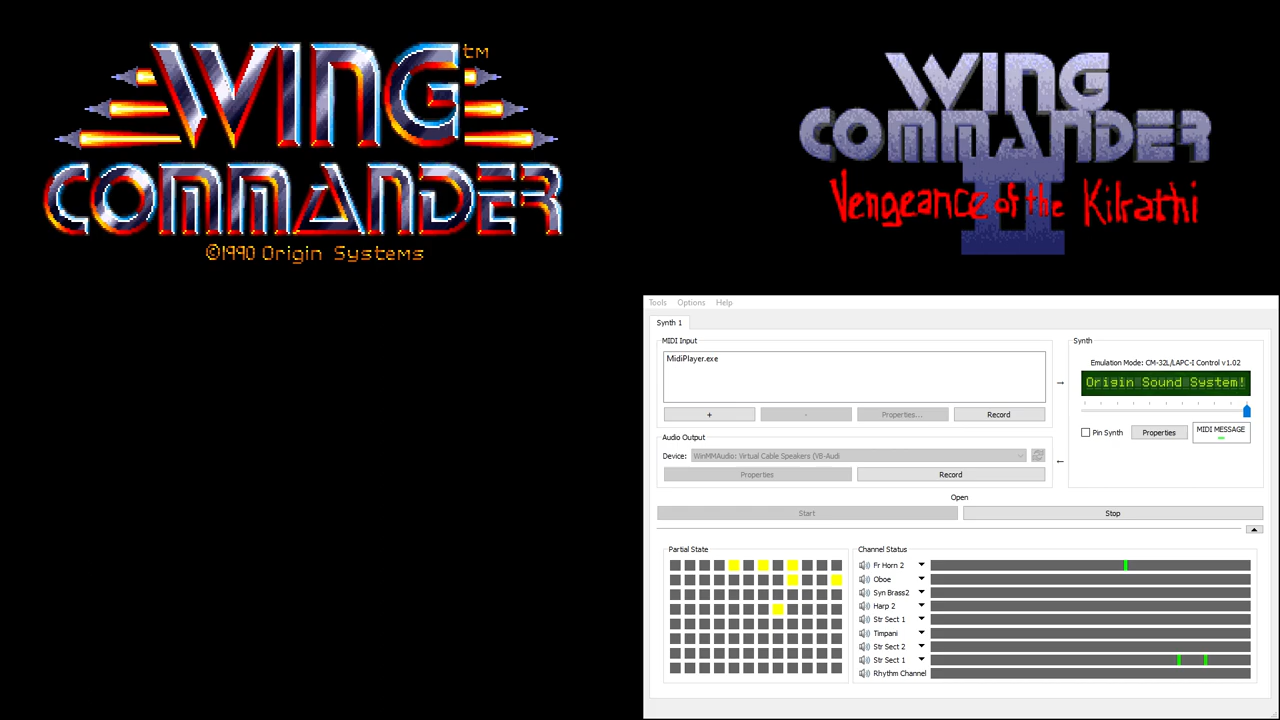 WING
COMMANDER
TM
©1990 Origin Systems
WING
COMMANDER
II
Vengeance of the Kilrathi
Tools Options Help
Synth 1
MIDI Input
MidiPlayer.exe
+ - Properties... Record
Audio Output
Device: WinMMAudio: Virtual Cable Speakers (VB-Audi
Properties Record
Synth
Emulation Mode: CM-32L/LAPC-I Control v1.02
Origin Sound System!
Pin Synth Properties MIDI MESSAGE
Open
Start Stop
Partial State
Channel Status
Fr Horn 2
Oboe
Syn Brass2
Harp 2
Str Sect 1
Timpani
Str Sect 2
Str Sect 1
Rhythm Channel